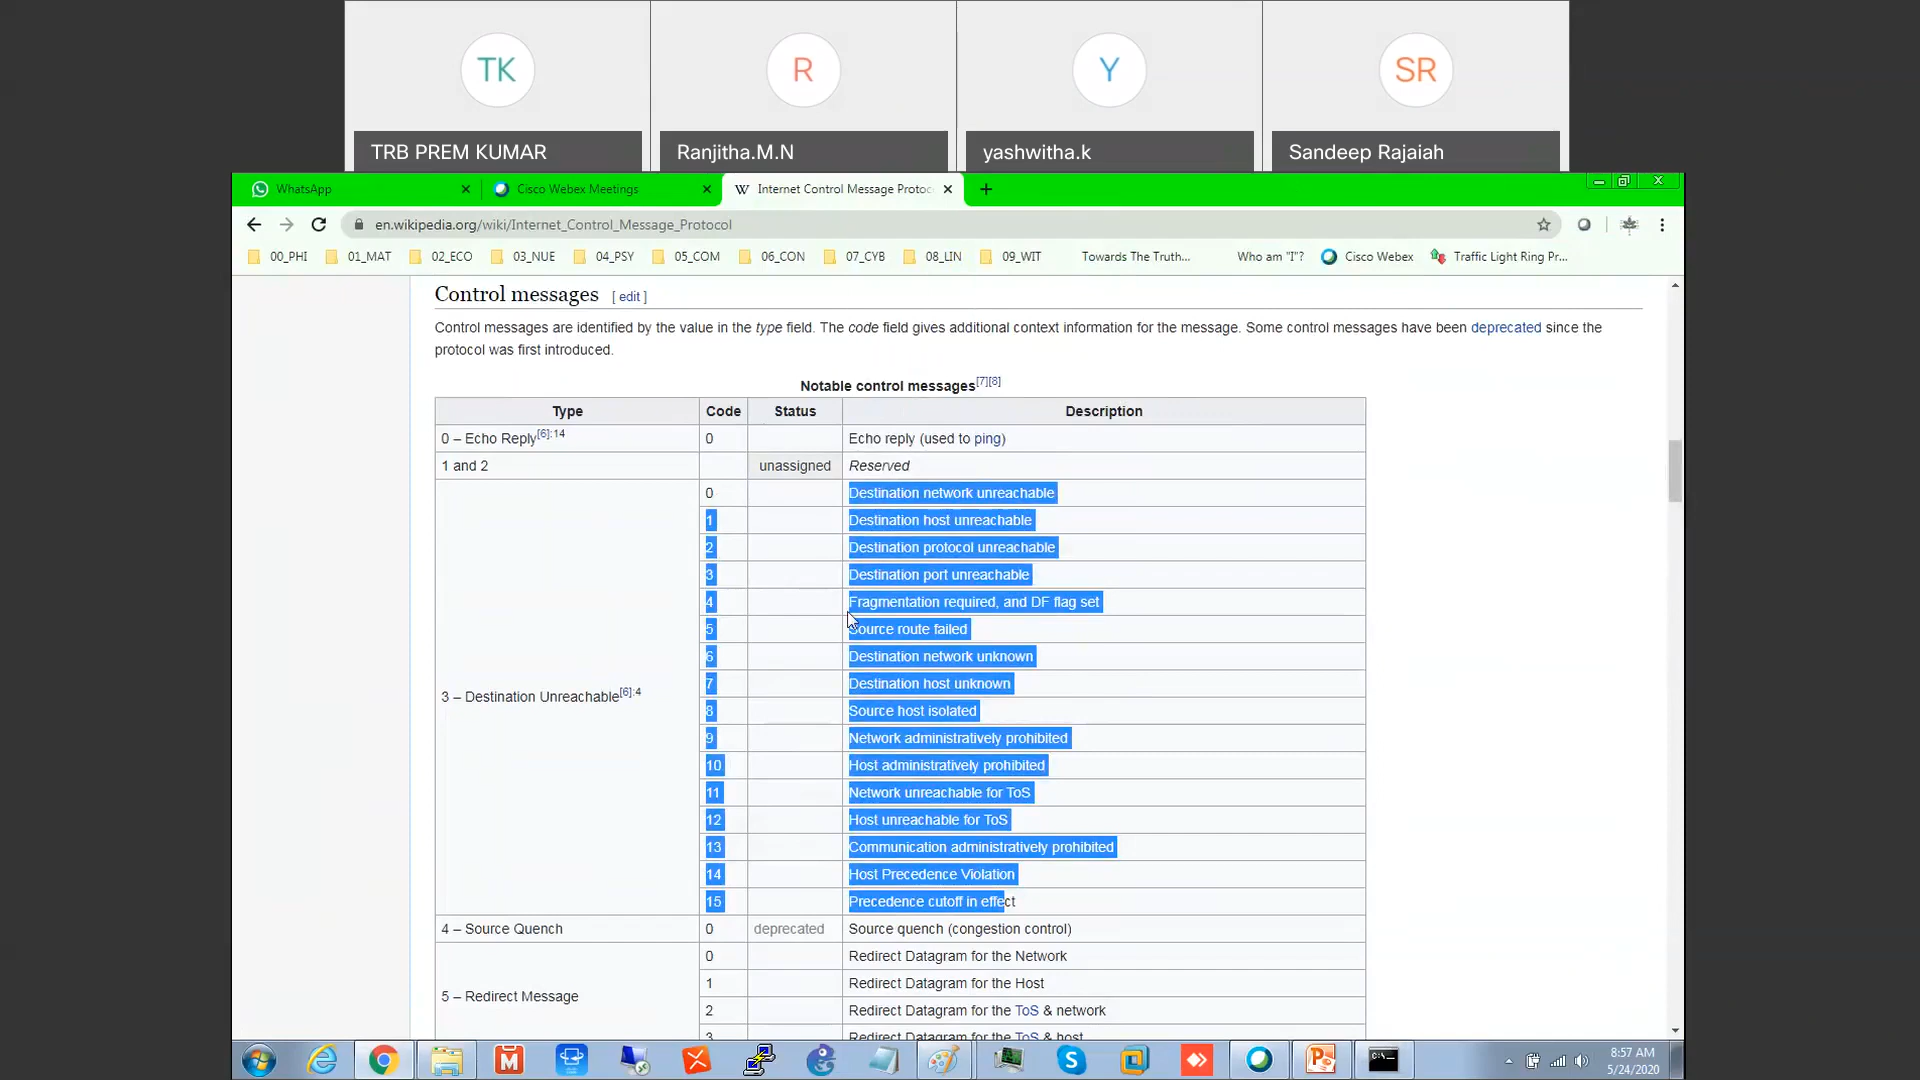 TK
R
Y
SR
TRB PREM KUMAR
Ranjitha.M.N
yashwitha.k
Sandeep Rajaiah
WhatsApp
Cisco Webex Meetings
Internet Control Message Protoc
en.wikipedia.org/wiki/Internet_Control_Message_Protocol
00_PHI 01_MAT 02_ECO 03_NUE 04_PSY 05_COM 06_CON 07_CYB 08_LIN 09_WIT Towards The Truth... Who am "I"? Cisco Webex Traffic Light Ring Pr...
Control messages [ edit ]
Control messages are identified by the value in the type field. The code field gives additional context information for the message. Some control messages have been deprecated since the
protocol was first introduced.
Notable control messages[7][8]
Type Code Status Description
0 – Echo Reply[6]:14 0 Echo reply (used to ping)
1 and 2 unassigned Reserved
0 Destination network unreachable
1 Destination host unreachable
2 Destination protocol unreachable
3 Destination port unreachable
4 Fragmentation required, and DF flag set
5 Source route failed
6 Destination network unknown
7 Destination host unknown
3 – Destination Unreachable[6]:4
8 Source host isolated
9 Network administratively prohibited
10 Host administratively prohibited
11 Network unreachable for ToS
12 Host unreachable for ToS
13 Communication administratively prohibited
14 Host Precedence Violation
15 Precedence cutoff in effect
4 – Source Quench 0 deprecated Source quench (congestion control)
0 Redirect Datagram for the Network
1 Redirect Datagram for the Host
5 – Redirect Message
2 Redirect Datagram for the ToS & network
3 Redirect Datagram for the ToS & host
8:57 AM
5/24/2020